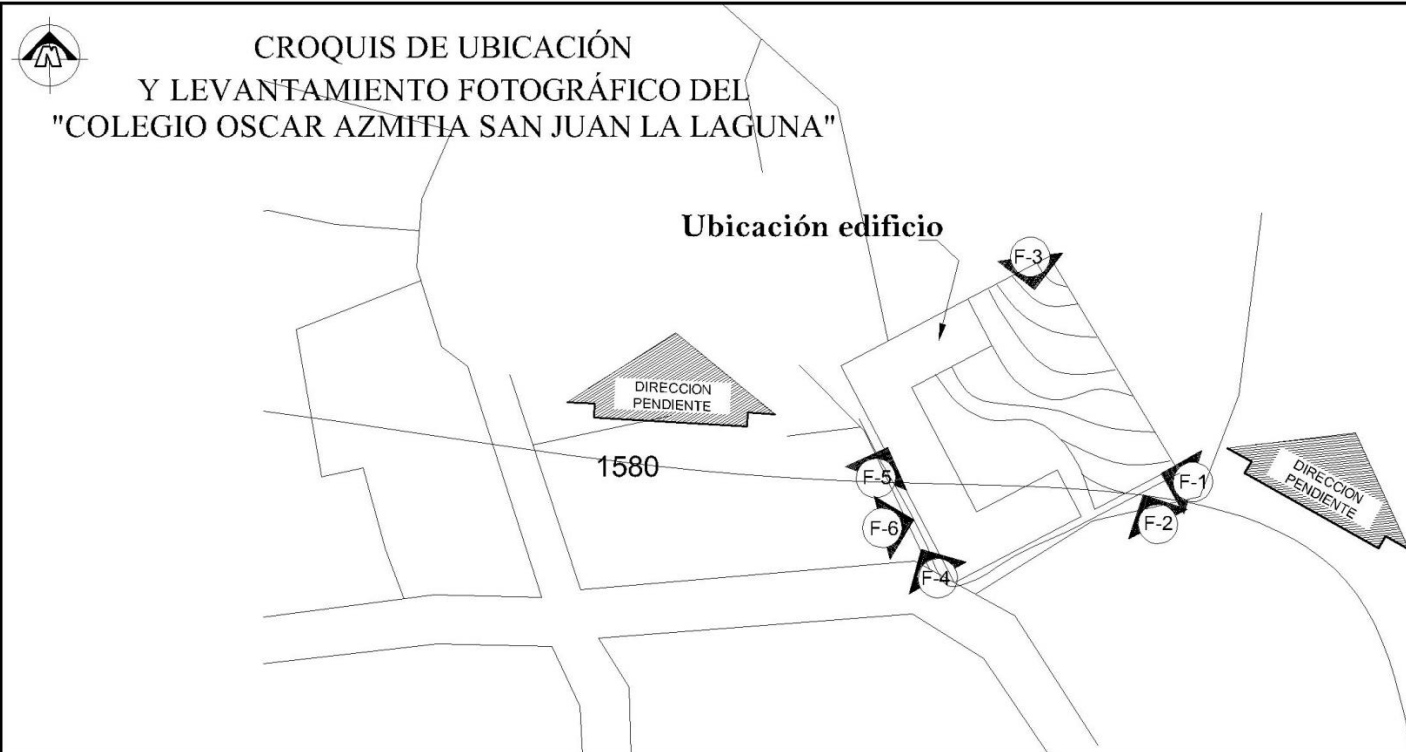 N
CROQUIS DE UBICACIÓN
Y LEVANTAMIENTO FOTOGRÁFICO DEL
"COLEGIO OSCAR AZMITIA SAN JUAN LA LAGUNA"
Ubicación edificio
F-3
DIRECCION
PENDIENTE
1580
F-5
F-6
F-4
F-1
F-2
DIRECCION
PENDIENTE